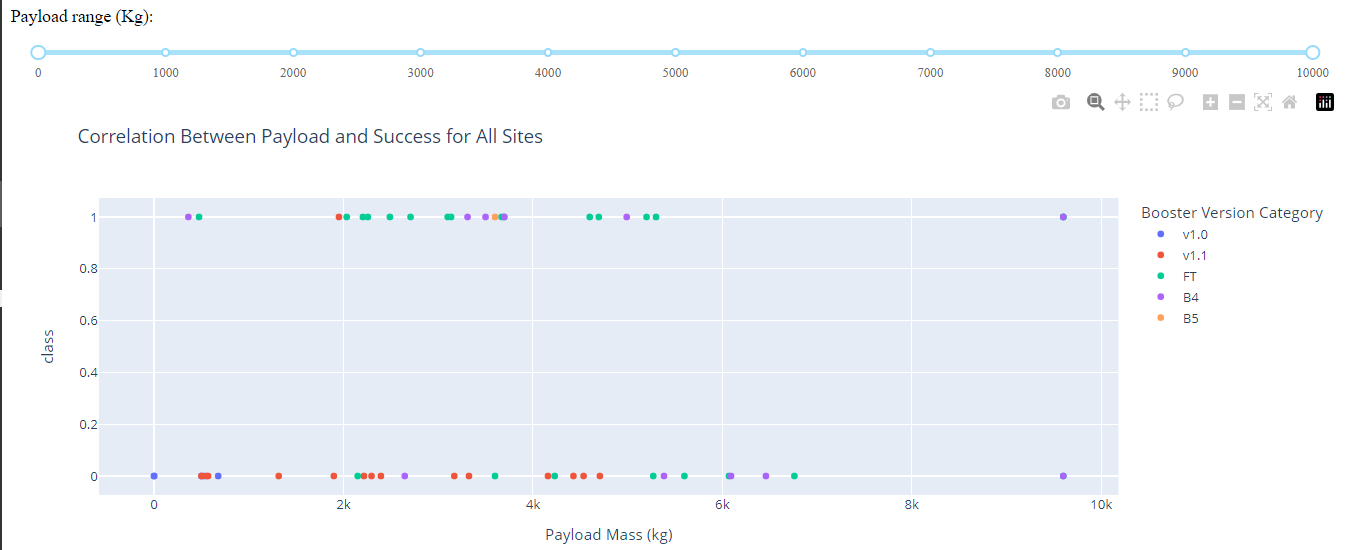 Payload range (Kg):
0 1000 2000 3000 4000 5000 6000 7000 8000 9000 10000
Correlation Between Payload and Success for All Sites
1
0.8
0.6
0.4
0.2
0
class
0 2k 4k 6k 8k 10k
Payload Mass (kg)
Booster Version Category
v1.0
v1.1
FT
B4
B5